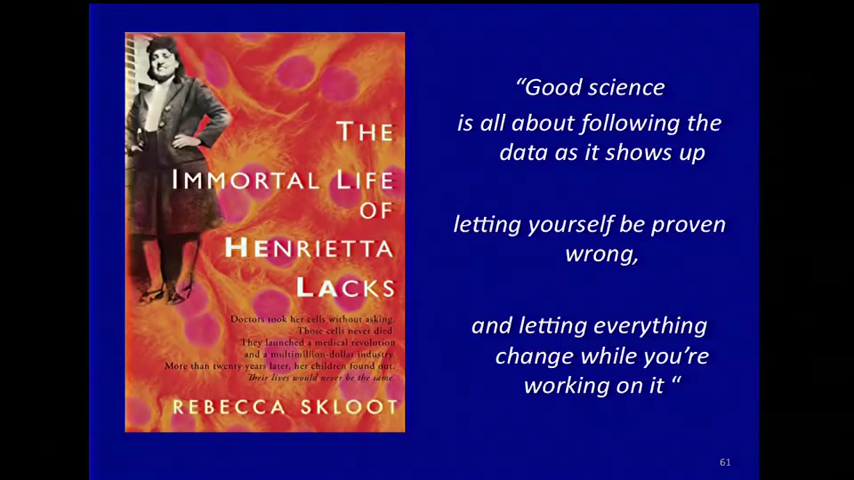 THE
IMMORTAL LIFE
OF
HENRIETTA
LACKS
Doctors took her cells without asking.
Those cells never died.
They launched a medical revolution
and a multimillion-dollar industry.
More than twenty years later, her children found out.
Their lives would never be the same.
REBECCA SKLOOT
“Good science
is all about following the
data as it shows up
letting yourself be proven
wrong,
and letting everything
change while you’re
working on it “
61